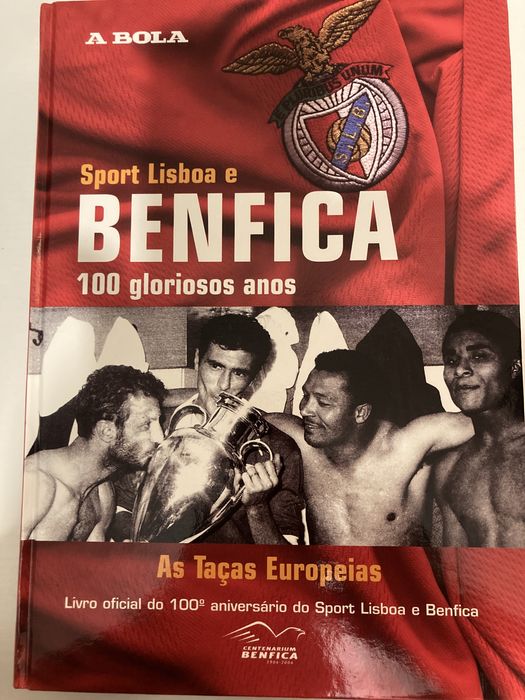 A BOLA
E PLURIBUS UNUM
S.L.B.
Sport Lisboa e
BENFICA
100 gloriosos anos
As Taças Europeias
Livro oficial do 100º aniversário do Sport Lisboa e Benfica
CENTENARIUM
BENFICA
1904-2004